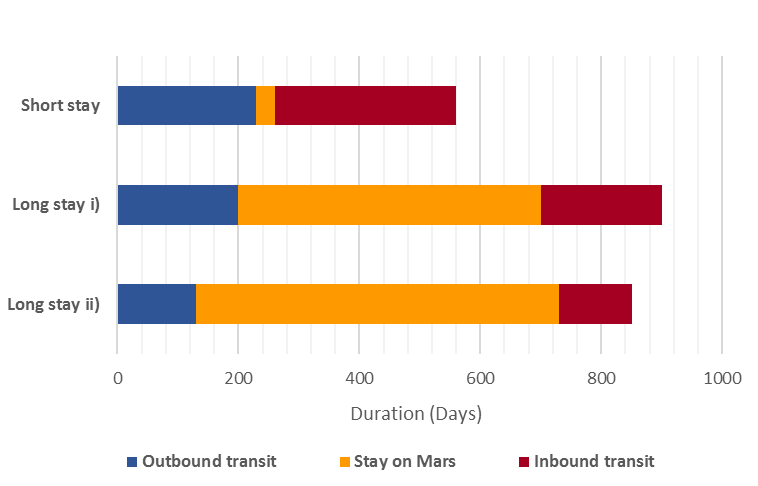 Short stay
Long stay i)
Long stay ii)
0 200 400 600 800 1000
Duration (Days)
Outbound transit Stay on Mars Inbound transit